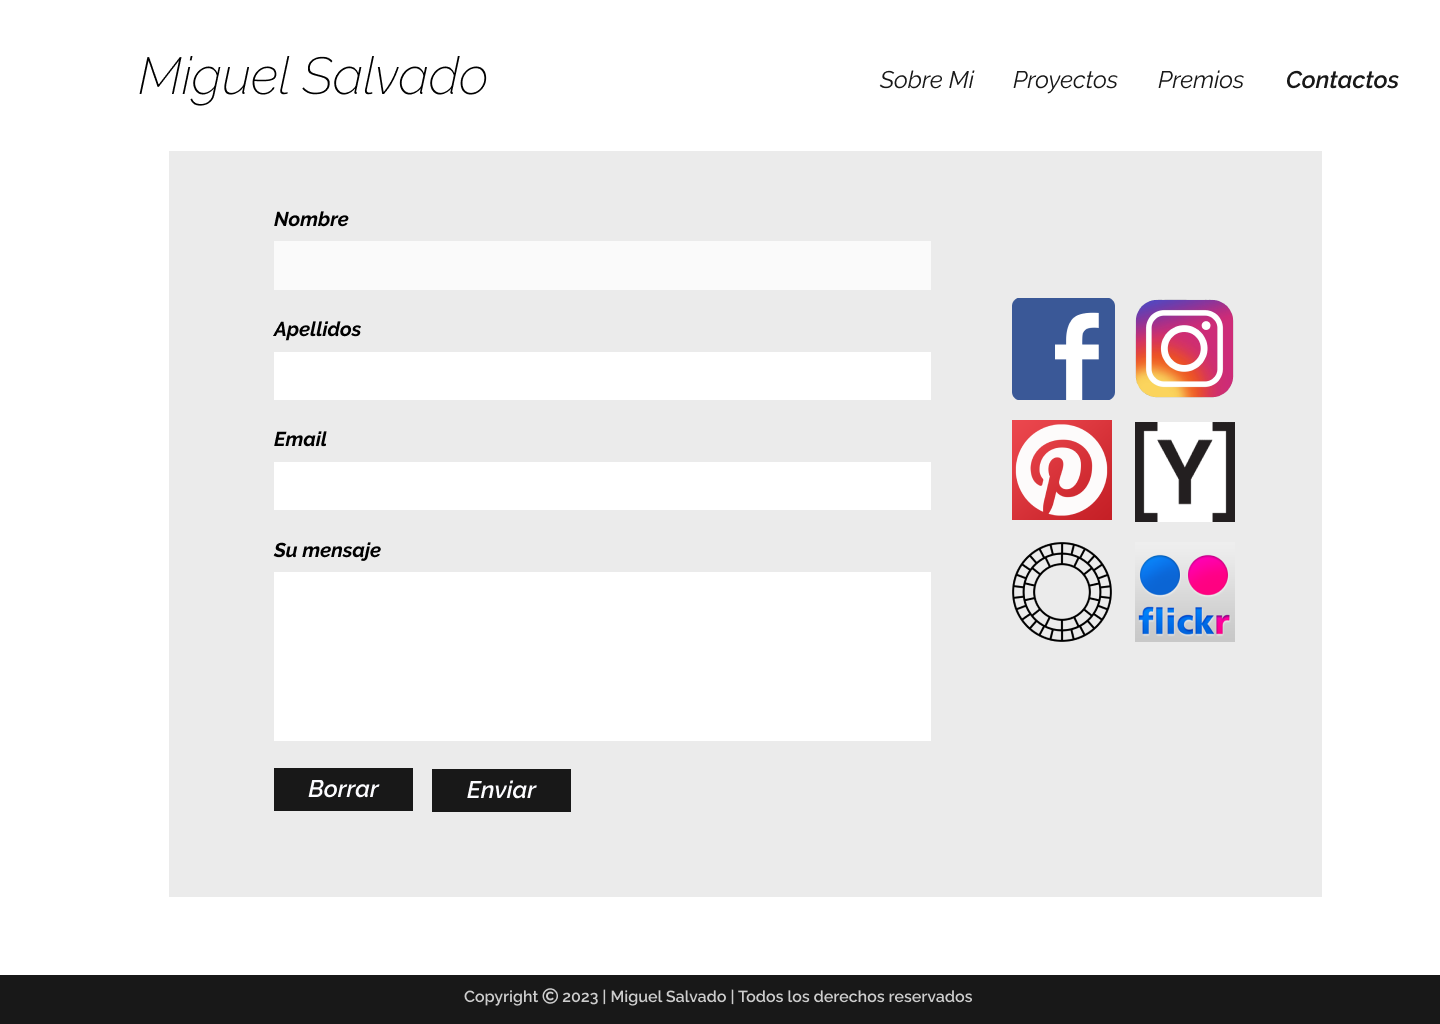 Miguel Salvado
Sobre Mi Proyectos Premios Contactos
Nombre
Apellidos
Email
Su mensaje
[Y]
flickr
Borrar Enviar
Copyright © 2023 | Miguel Salvado | Todos los derechos reservados